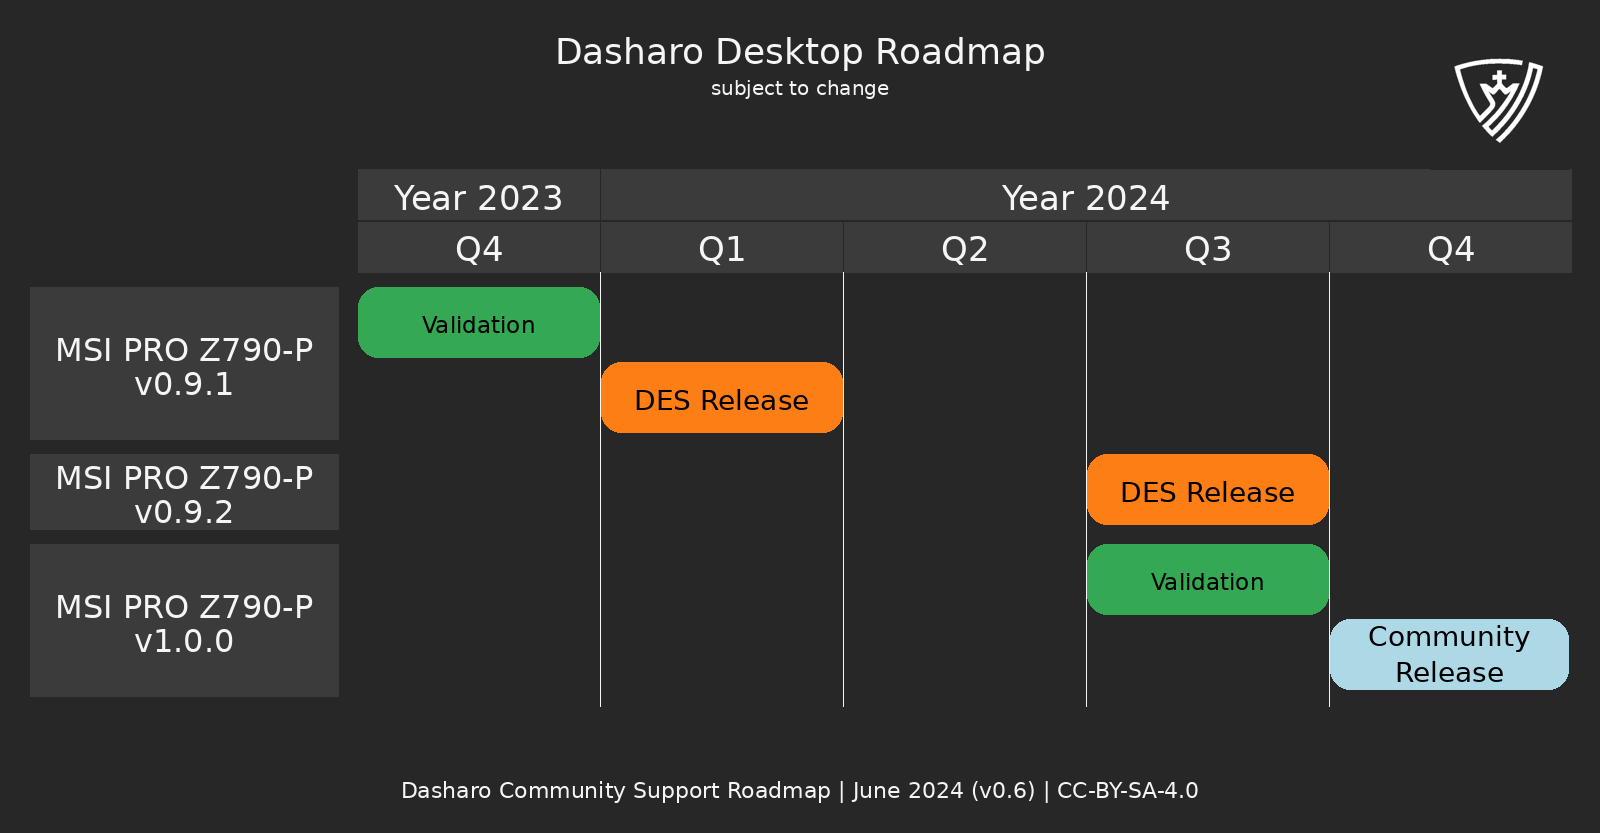 Dasharo Desktop Roadmap
subject to change
Year 2023
Year 2024
Q4
Q1
Q2
Q3
Q4
MSI PRO Z790-P
v0.9.1
Validation
DES Release
MSI PRO Z790-P
v0.9.2
DES Release
MSI PRO Z790-P
v1.0.0
Validation
Community
Release
Dasharo Community Support Roadmap | June 2024 (v0.6) | CC-BY-SA-4.0